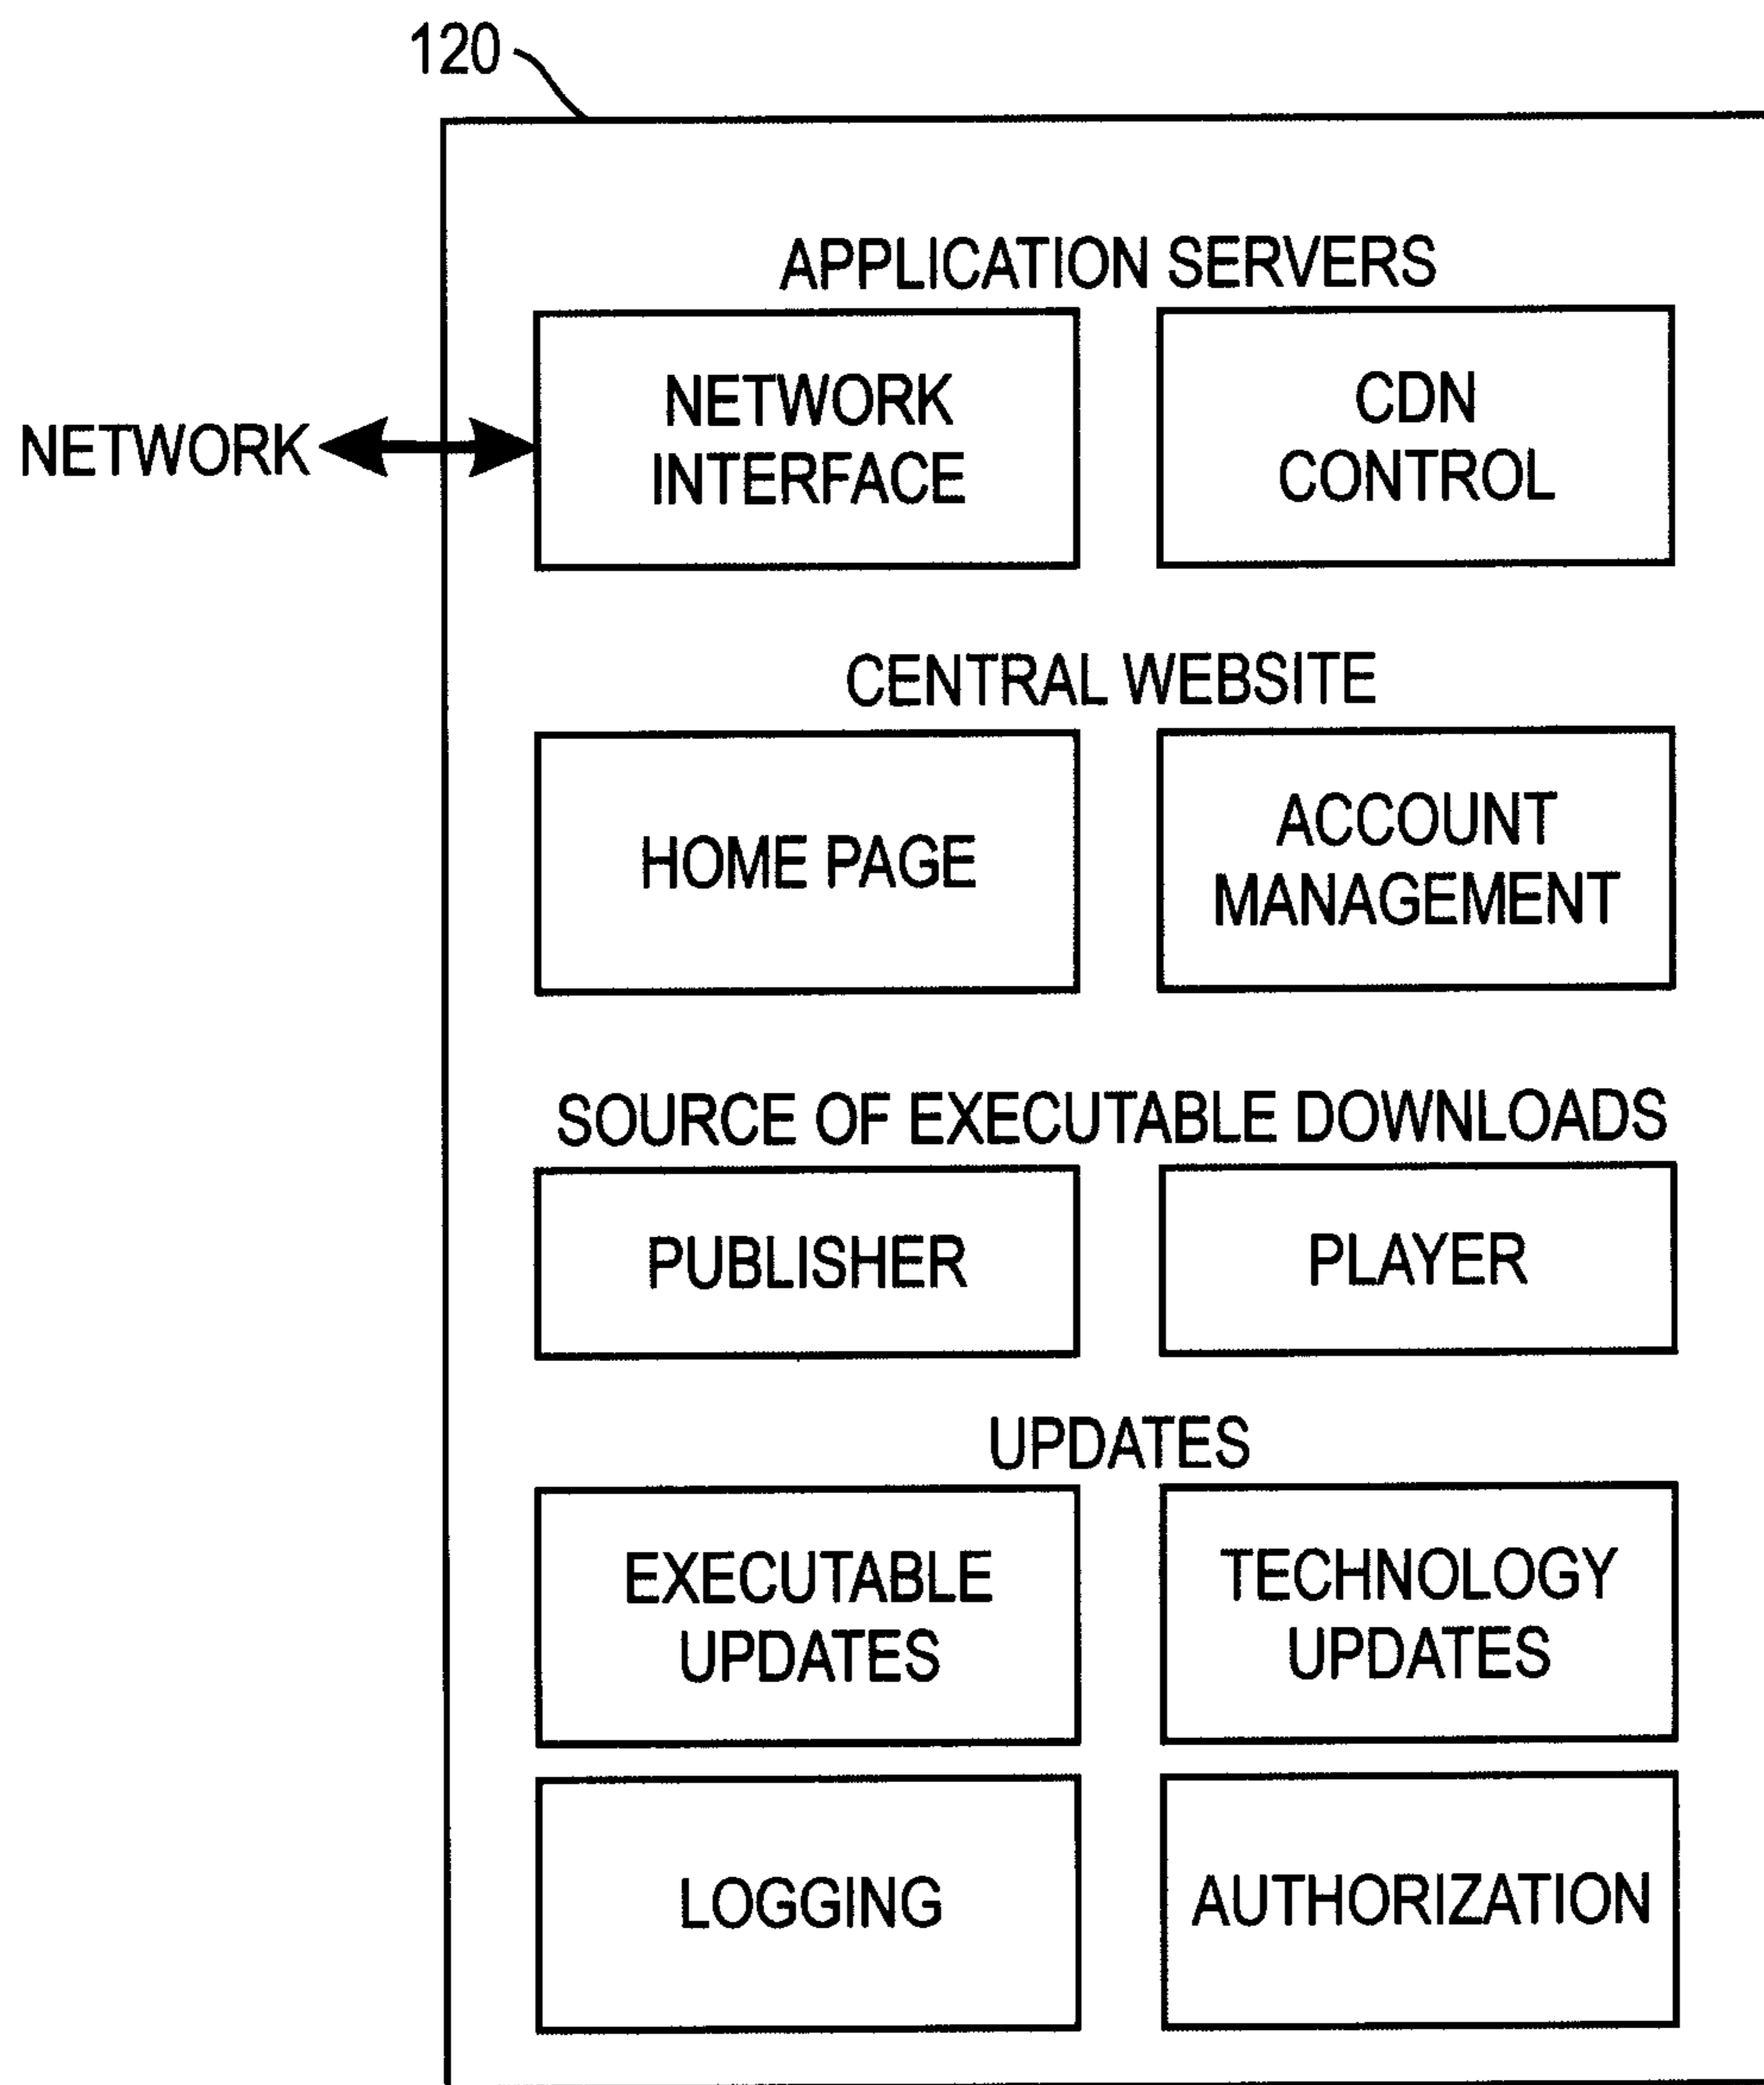 120
APPLICATION SERVERS
NETWORK
NETWORK
INTERFACE
CDN
CONTROL
CENTRAL WEBSITE
HOME PAGE
ACCOUNT
MANAGEMENT
SOURCE OF EXECUTABLE DOWNLOADS
PUBLISHER
PLAYER
UPDATES
EXECUTABLE
UPDATES
TECHNOLOGY
UPDATES
LOGGING
AUTHORIZATION